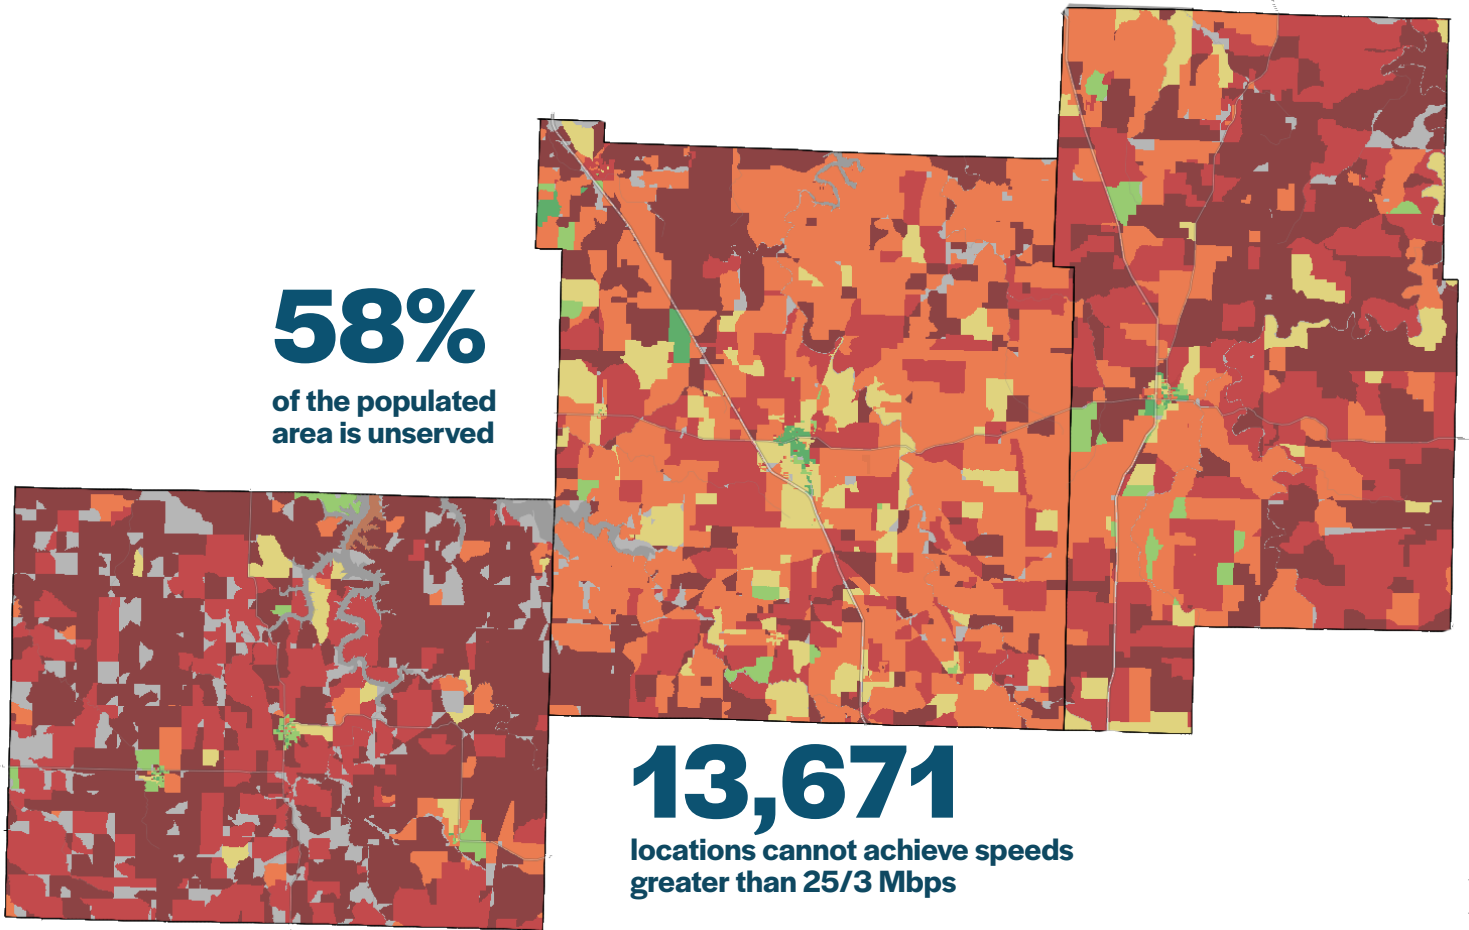 58%
of the populated
area is unserved
13,671
locations cannot achieve speeds
greater than 25/3 Mbps